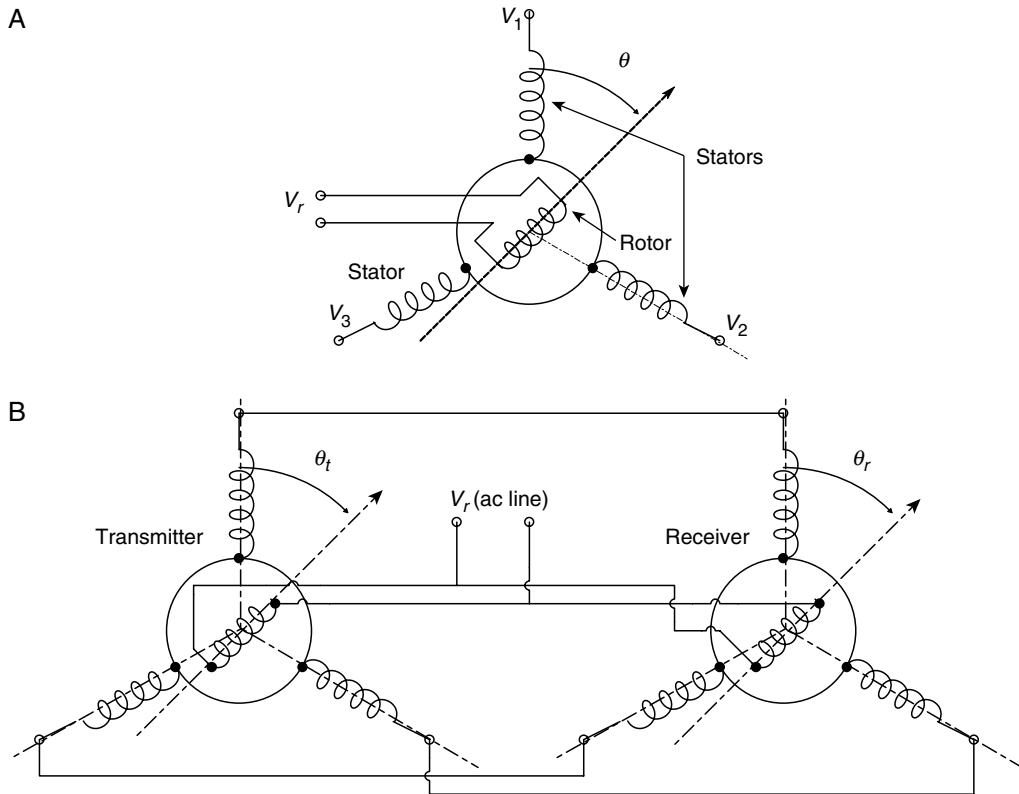 A
V1
θ
Stators
Vr
Rotor
Stator
V3
V2
B
θt
θr
Vr (ac line)
Transmitter
Receiver